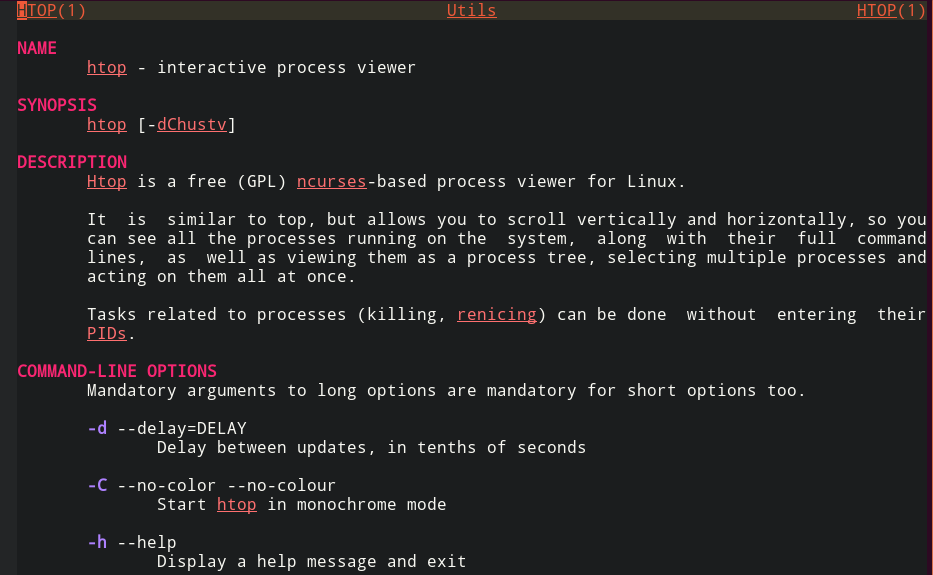 HTOP(1) Utils HTOP(1)
NAME
htop - interactive process viewer
SYNOPSIS
htop [-dChustv]
DESCRIPTION
Htop is a free (GPL) ncurses-based process viewer for Linux.
It is similar to top, but allows you to scroll vertically and horizontally, so you
can see all the processes running on the system, along with their full command
lines, as well as viewing them as a process tree, selecting multiple processes and
acting on them all at once.
Tasks related to processes (killing, renicing) can be done without entering their
PIDs.
COMMAND-LINE OPTIONS
Mandatory arguments to long options are mandatory for short options too.
-d --delay=DELAY
Delay between updates, in tenths of seconds
-C --no-color --no-colour
Start htop in monochrome mode
-h --help
Display a help message and exit